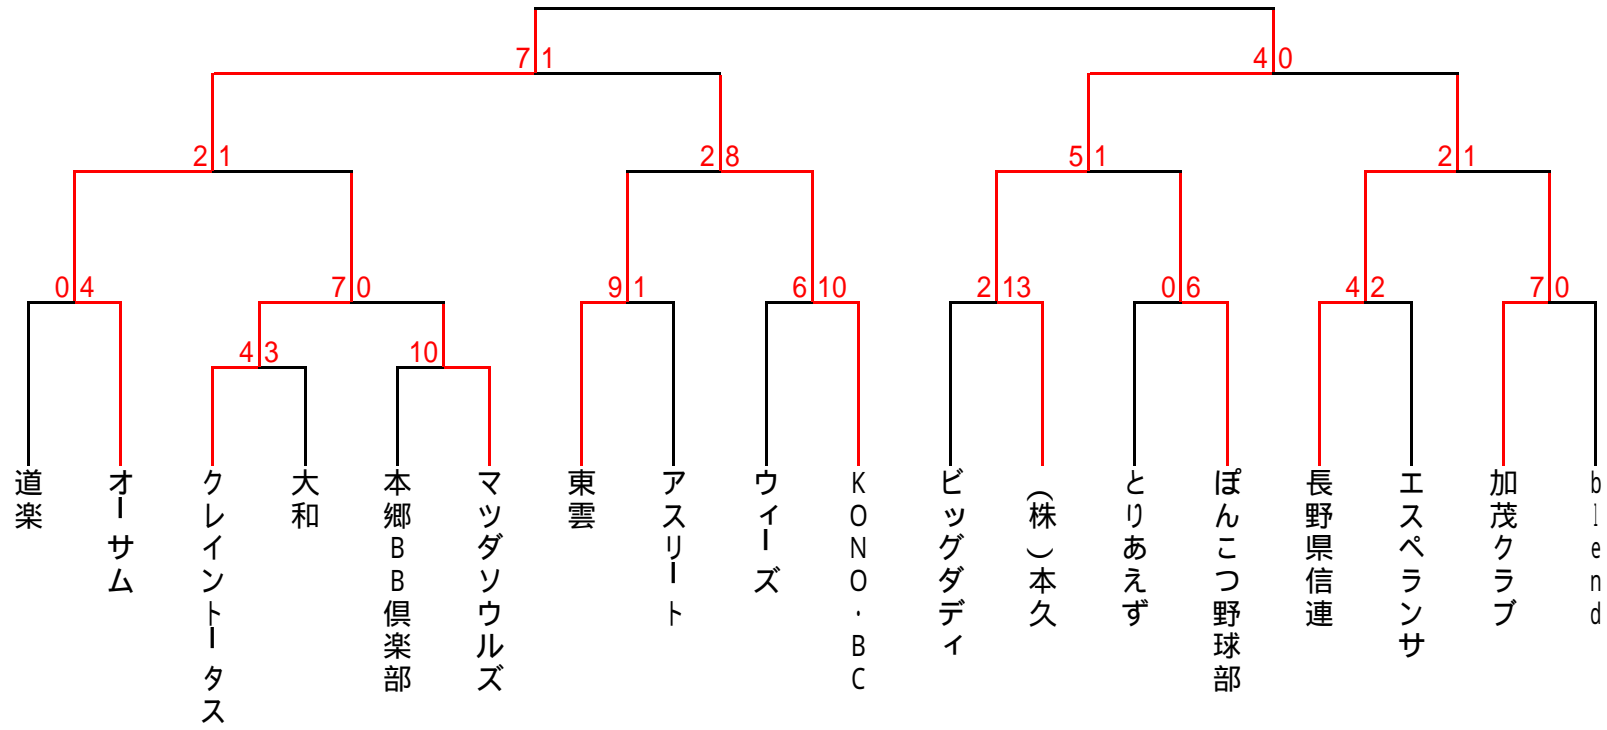 7 1
4 0
2 1
2 8
5 1
2 1
0 4
7 0
9 1
6 10
2 13
0 6
4 2
7 0
4 3
10
道楽
オーサム
クレイントータス
大和
本郷BB倶楽部
マツダソウルズ
東雲
アスリート
ウィーズ
KONO・BC
ビッグダディ
(株)本久
とりあえず
ぽんこつ野球部
長野県信連
エスペランサ
加茂クラブ
blend